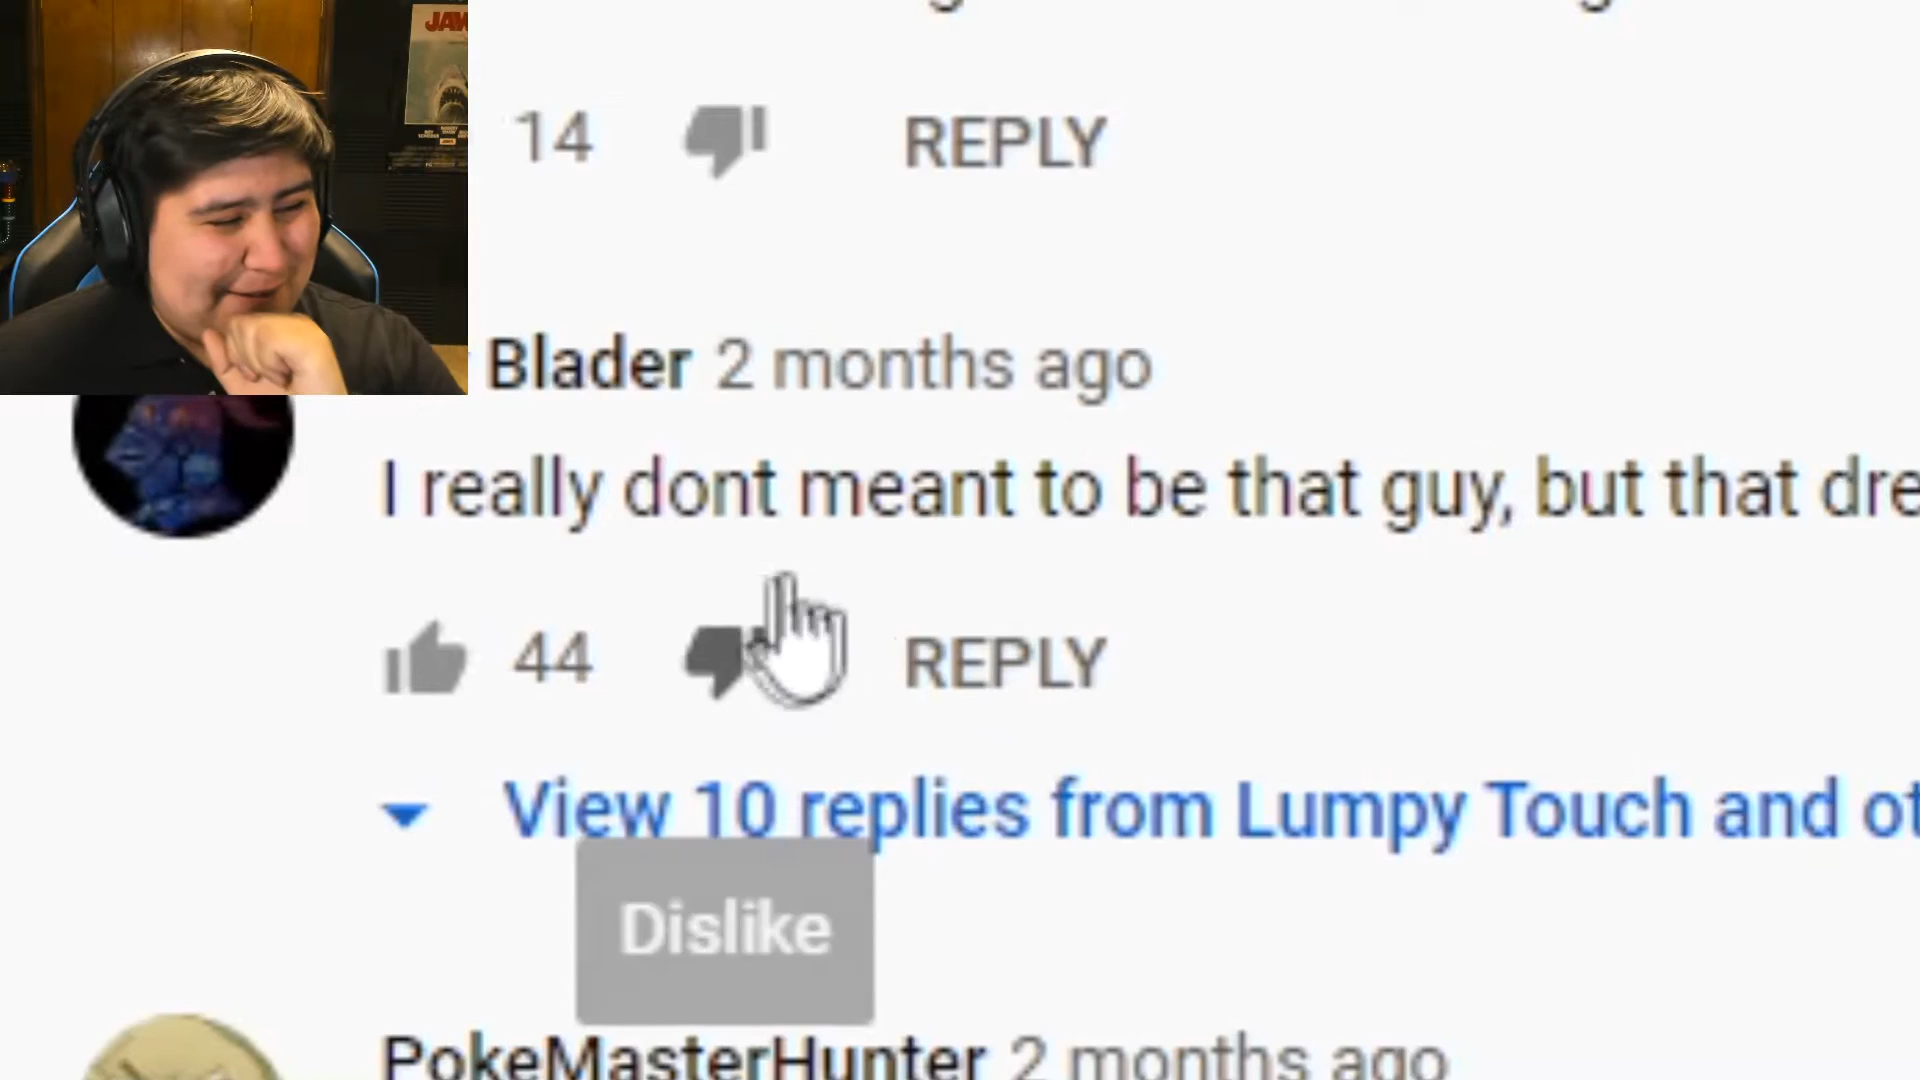 JAW
14 REPLY
Blader 2 months ago
I really dont meant to be that guy, but that dre
44 REPLY
View 10 replies from Lumpy Touch and ot
Dislike
PokeMasterHunter 2 months ago